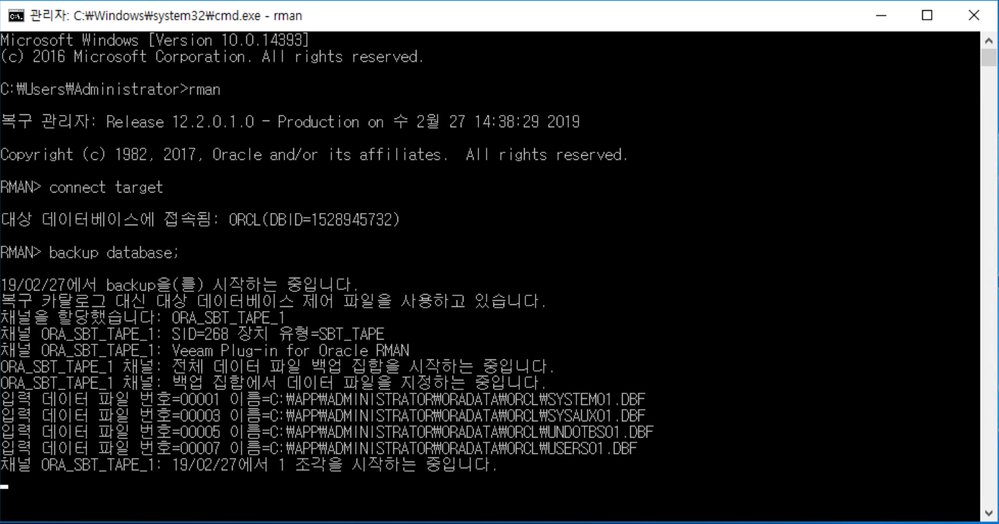 관리자: C:₩Windows₩system32₩cmd.exe - rman
Microsoft Windows [Version 10.0.14393]
(c) 2016 Microsoft Corporation. All rights reserved.
C:₩Users₩Administrator>rman
복구 관리자: Release 12.2.0.1.0 - Production on 수 2월 27 14:38:29 2019
Copyright (c) 1982, 2017, Oracle and/or its affiliates.  All rights reserved.
RMAN> connect target
대상 데이터베이스에 접속됨: ORCL(DBID=1528945732)
RMAN> backup database;
19/02/27에서 backup을(를) 시작하는 중입니다.
복구 카탈로그 대신 대상 데이터베이스 제어 파일을 사용하고 있습니다.
채널을 할당했습니다: ORA_SBT_TAPE_1
채널 ORA_SBT_TAPE_1: SID=268 장치 유형=SBT_TAPE
채널 ORA_SBT_TAPE_1: Veeam Plug-in for Oracle RMAN
ORA_SBT_TAPE_1 채널: 전체 데이터 파일 백업 집합을 시작하는 중입니다.
ORA_SBT_TAPE_1 채널: 백업 집합에서 데이터 파일을 지정하는 중입니다.
입력 데이터 파일 번호=00001 이름=C:₩APP₩ADMINISTRATOR₩ORADATA₩ORCL₩SYSTEM01.DBF
입력 데이터 파일 번호=00003 이름=C:₩APP₩ADMINISTRATOR₩ORADATA₩ORCL₩SYSAUX01.DBF
입력 데이터 파일 번호=00005 이름=C:₩APP₩ADMINISTRATOR₩ORADATA₩ORCL₩UNDOTBS01.DBF
입력 데이터 파일 번호=00007 이름=C:₩APP₩ADMINISTRATOR₩ORADATA₩ORCL₩USERS01.DBF
채널 ORA_SBT_TAPE_1: 19/02/27에서 1 조각을 시작하는 중입니다.